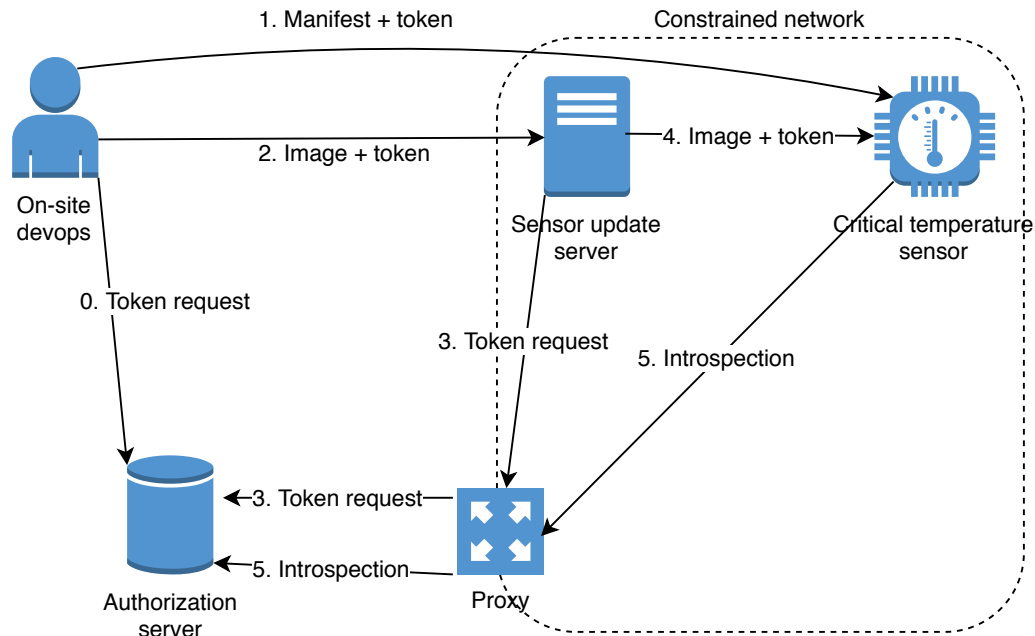 1. Manifest + token
Constrained network
2. Image + token
4. Image + token
On-site
devops
Sensor update
server
Critical temperature
sensor
0. Token request
3. Token request
5. Introspection
3. Token request
5. Introspection
Authorization
server
Proxy